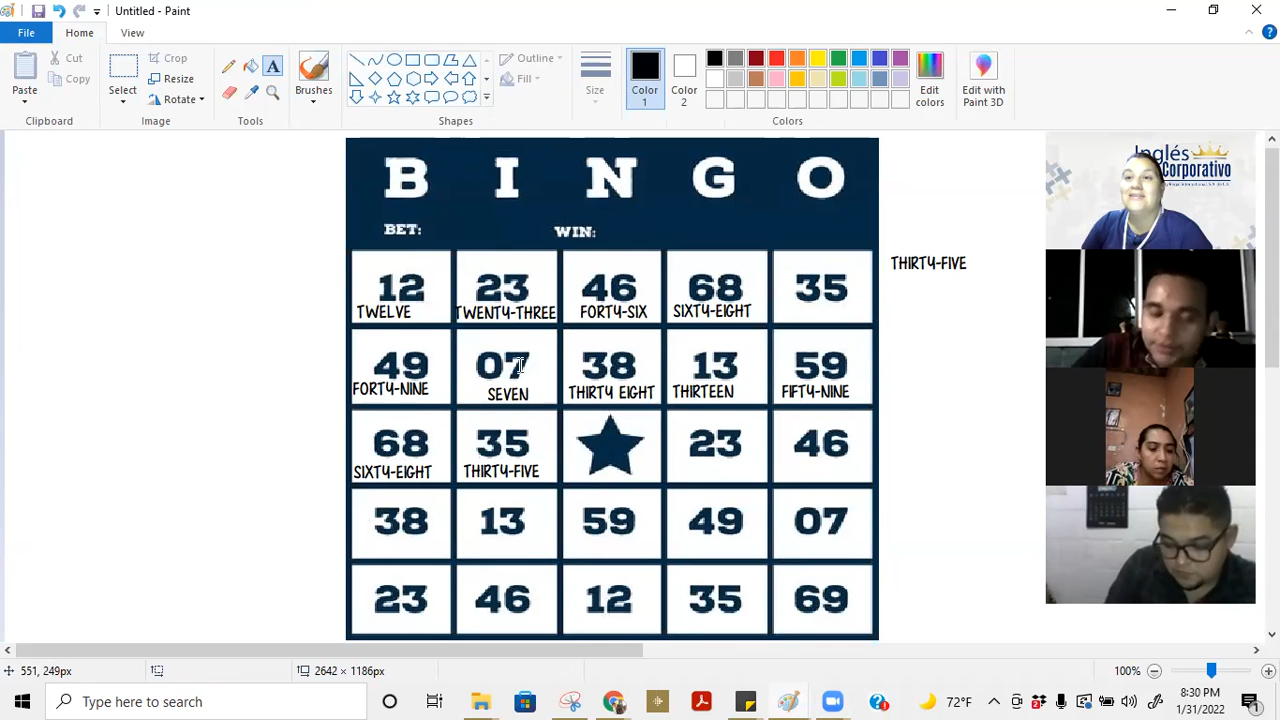 Untitled - Paint
File
Home
View
Paste
Cut
Copy
Clipboard
Select
Crop
Resize
Rotate
Image
Tools
Brushes
Shapes
Outline
Fill
Size
Color 1
Color 2
Colors
Edit colors
Edit with Paint 3D
B I N G O
BET: WIN:
12 23 46 68 35
TWELVE TWENTY-THREE FORTY-SIX SIXTY-EIGHT
THIRTY-FIVE
49 07 38 13 59
FORTY-NINE SEVEN THIRTY EIGHT THIRTEEN FIFTY-NINE
68 35 23 46
SIXTY-EIGHT THIRTY-FIVE
38 13 59 49 07
23 46 12 35 69
Inglés
Corporativo
551, 249px
2642 × 1186px
100%
Type here to search
72°F
8:30 PM
1/31/2022